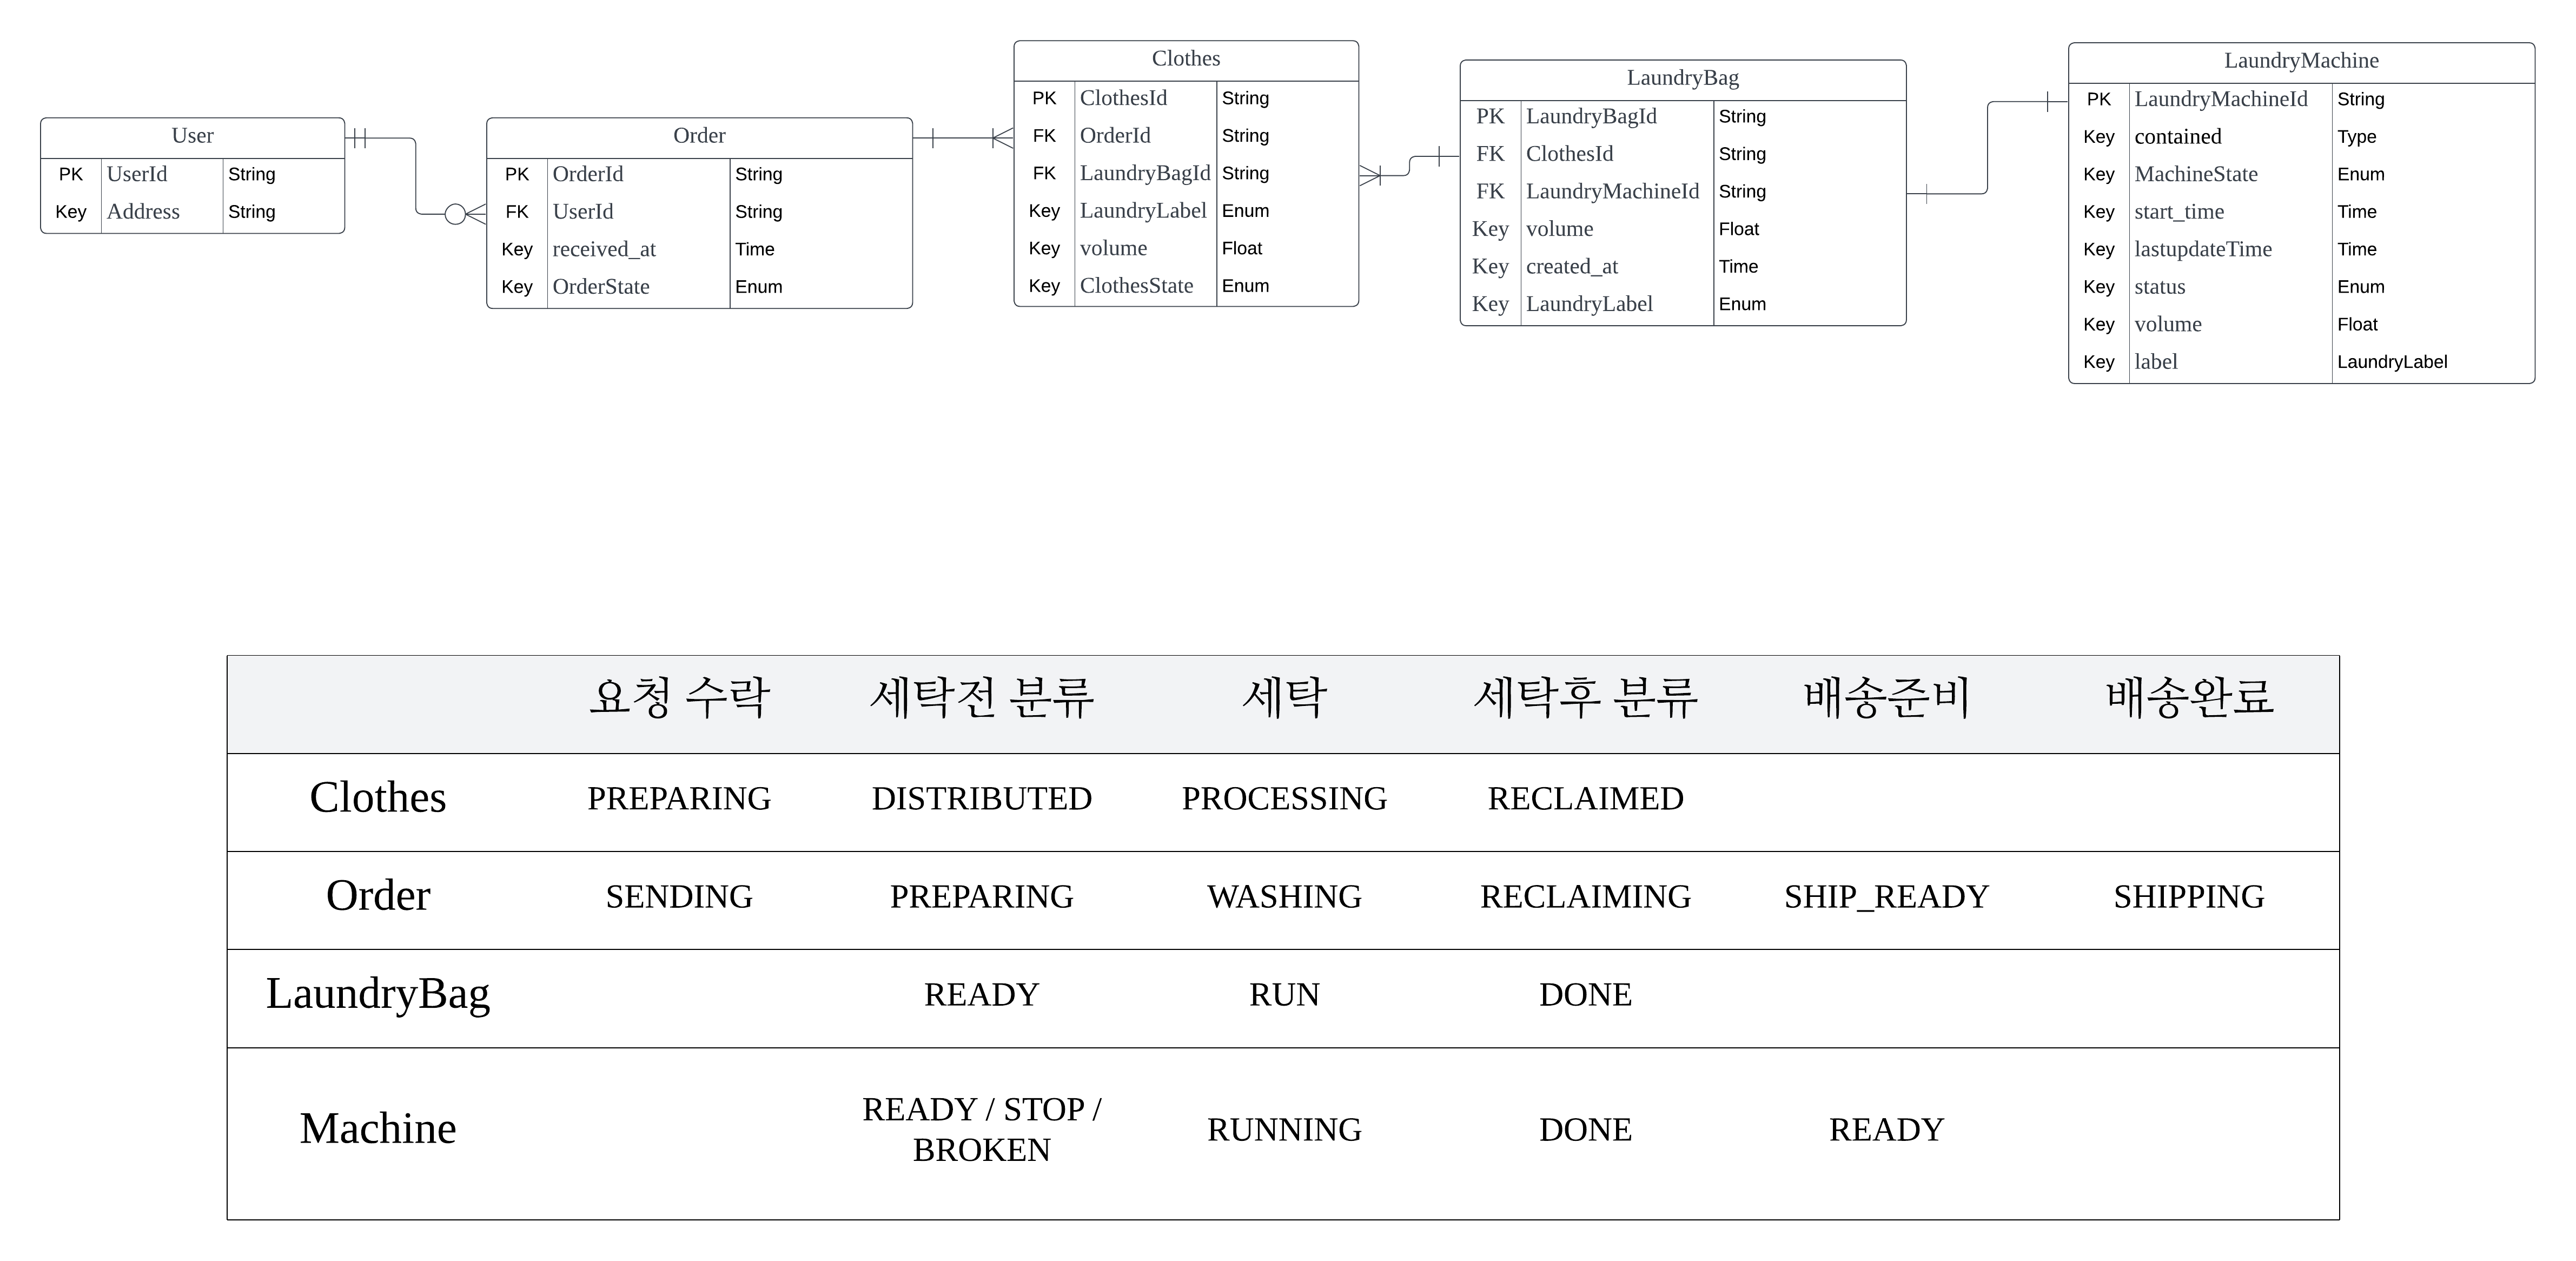 User
PK UserId String
Key Address String
Order
PK OrderId String
FK UserId String
Key received_at Time
Key OrderState Enum
Clothes
PK ClothesId String
FK OrderId String
FK LaundryBagId String
Key LaundryLabel Enum
Key volume Float
Key ClothesState Enum
LaundryBag
PK LaundryBagId String
FK ClothesId String
FK LaundryMachineId String
Key volume Float
Key created_at Time
Key LaundryLabel Enum
LaundryMachine
PK LaundryMachineId String
Key contained Type
Key MachineState Enum
Key start_time Time
Key lastupdateTime Time
Key status Enum
Key volume Float
Key label LaundryLabel
요청 수락 세탁전 분류 세탁 세탁후 분류 배송준비 배송완료
Clothes PREPARING DISTRIBUTED PROCESSING RECLAIMED
Order SENDING PREPARING WASHING RECLAIMING SHIP_READY SHIPPING
LaundryBag READY RUN DONE
Machine READY / STOP / BROKEN RUNNING DONE READY